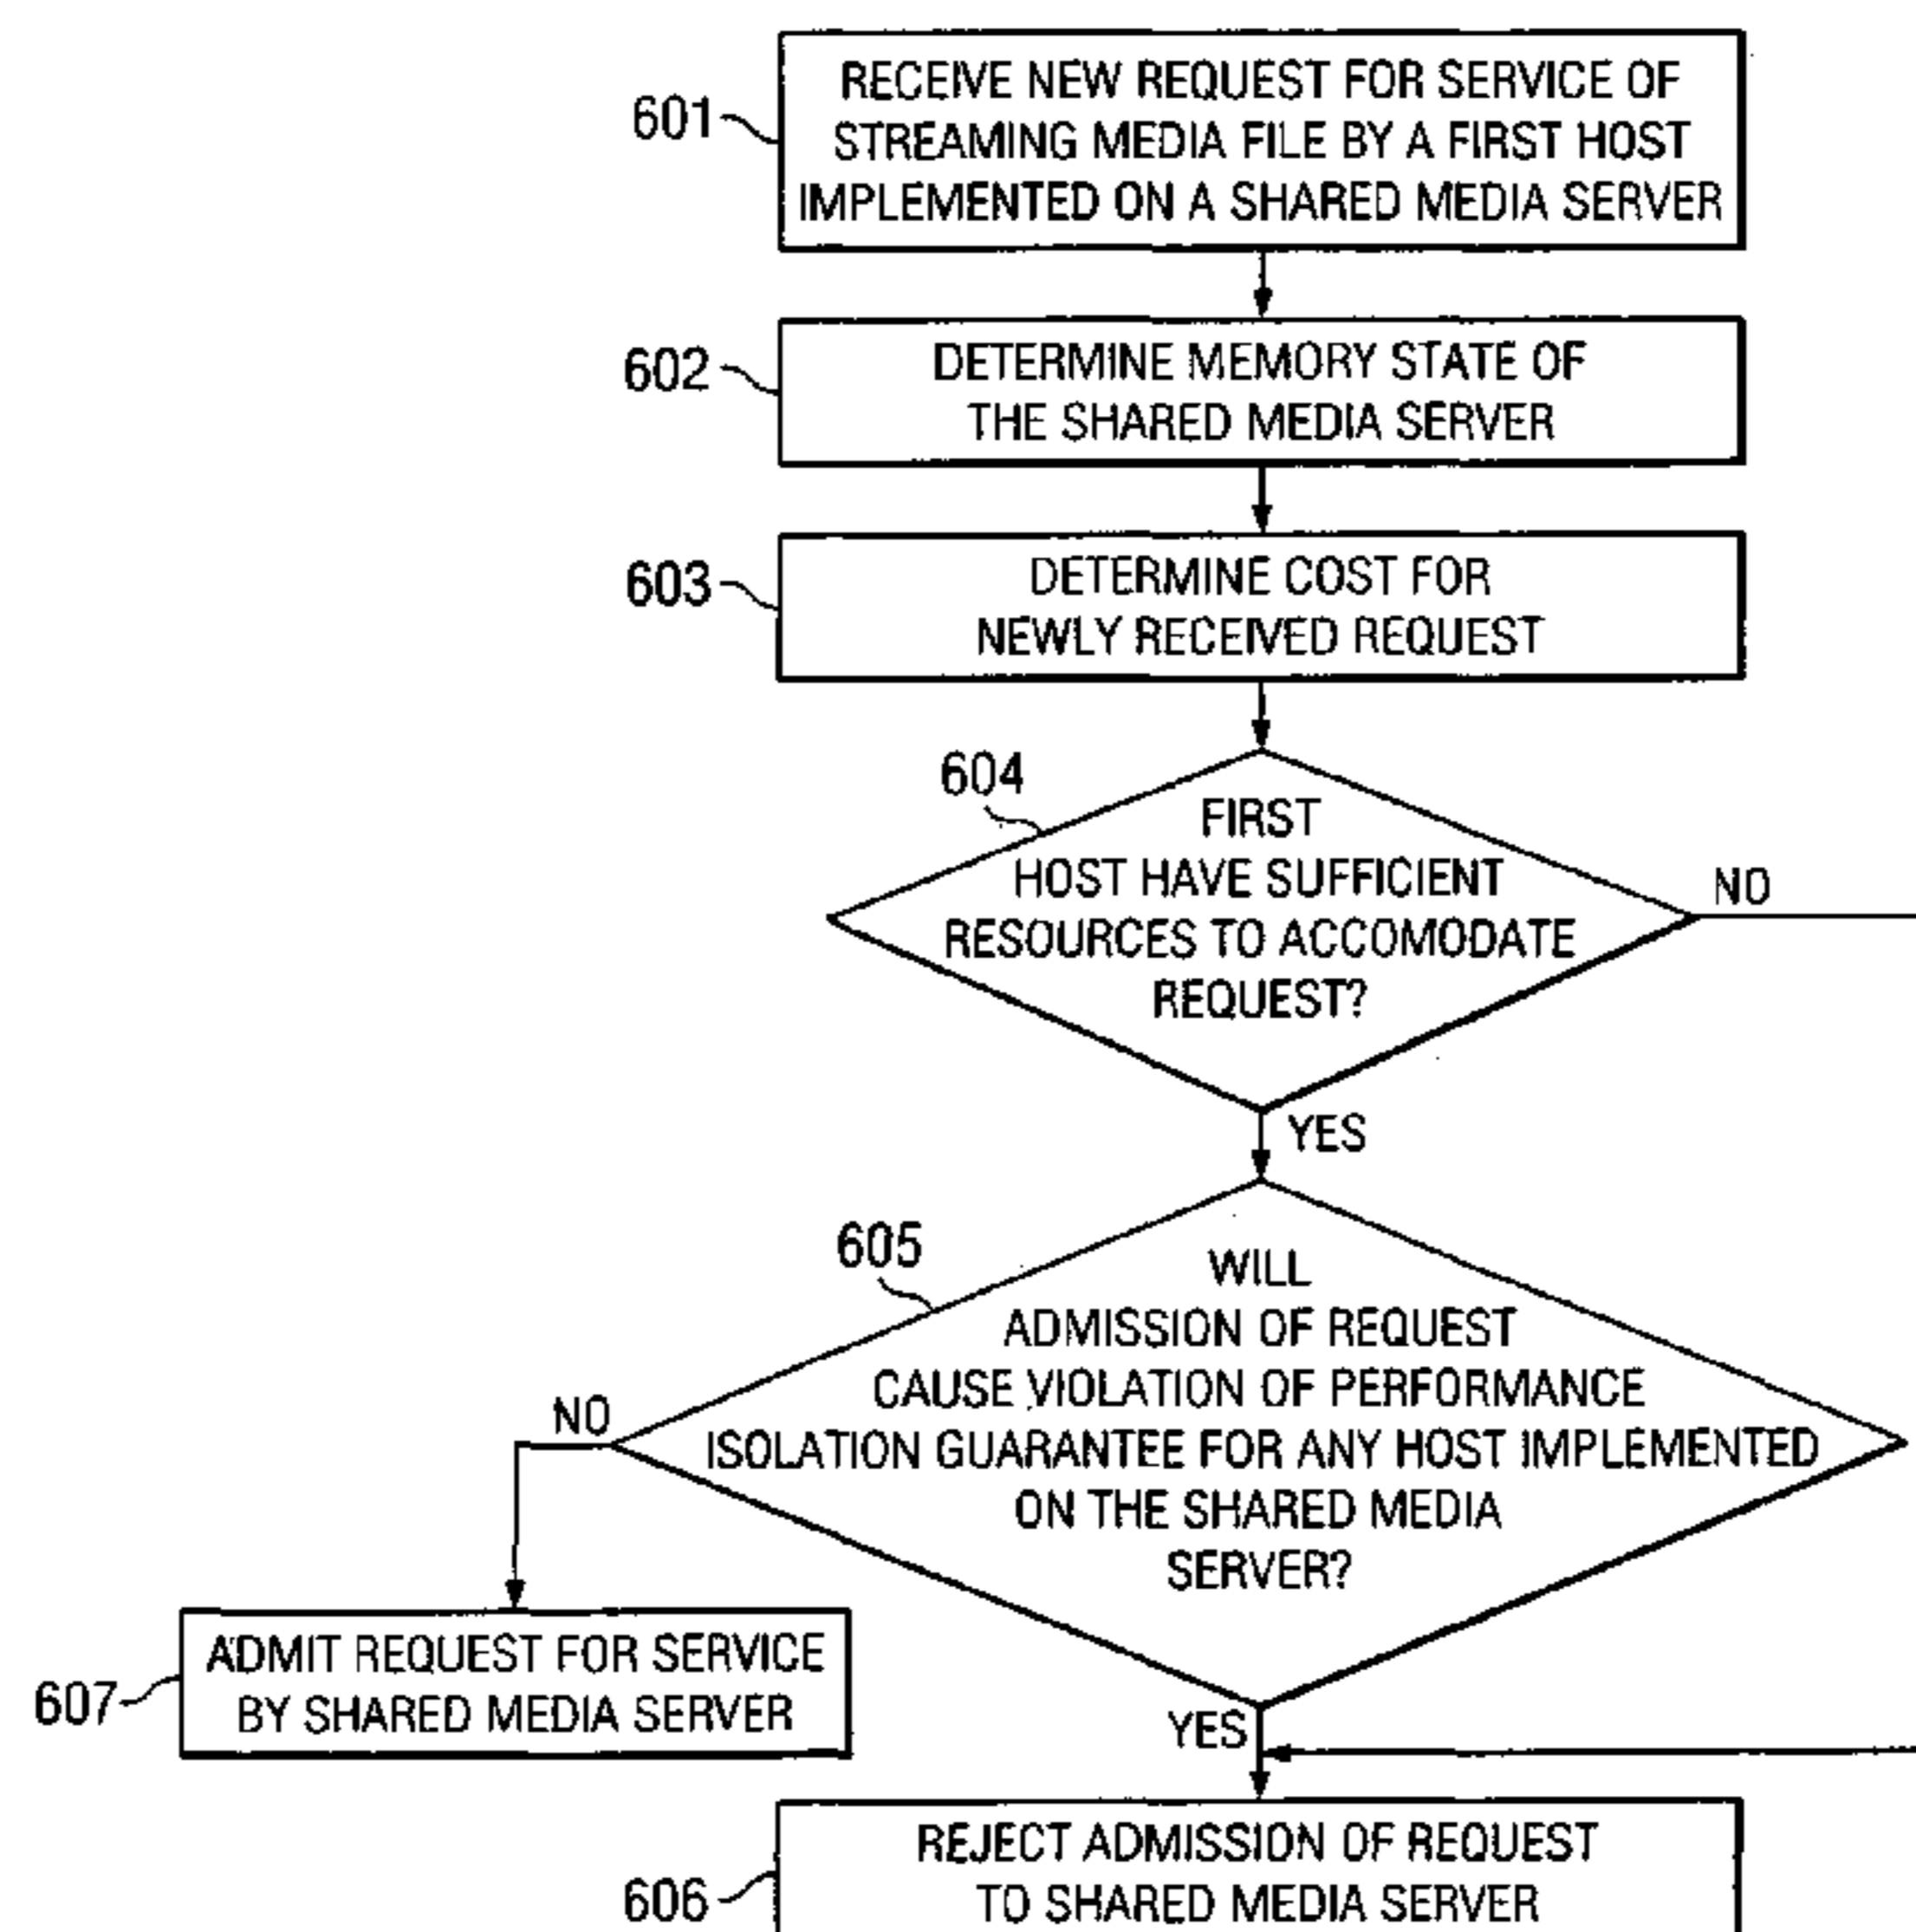 601
RECEIVE NEW REQUEST FOR SERVICE OF
STREAMING MEDIA FILE BY A FIRST HOST
IMPLEMENTED ON A SHARED MEDIA SERVER
602
DETERMINE MEMORY STATE OF
THE SHARED MEDIA SERVER
603
DETERMINE COST FOR
NEWLY RECEIVED REQUEST
604
FIRST
HOST HAVE SUFFICIENT
RESOURCES TO ACCOMODATE
REQUEST?
NO
YES
605
WILL
ADMISSION OF REQUEST
CAUSE VIOLATION OF PERFORMANCE
ISOLATION GUARANTEE FOR ANY HOST IMPLEMENTED
ON THE SHARED MEDIA
SERVER?
NO
607
ADMIT REQUEST FOR SERVICE
BY SHARED MEDIA SERVER
YES
606
REJECT ADMISSION OF REQUEST
TO SHARED MEDIA SERVER